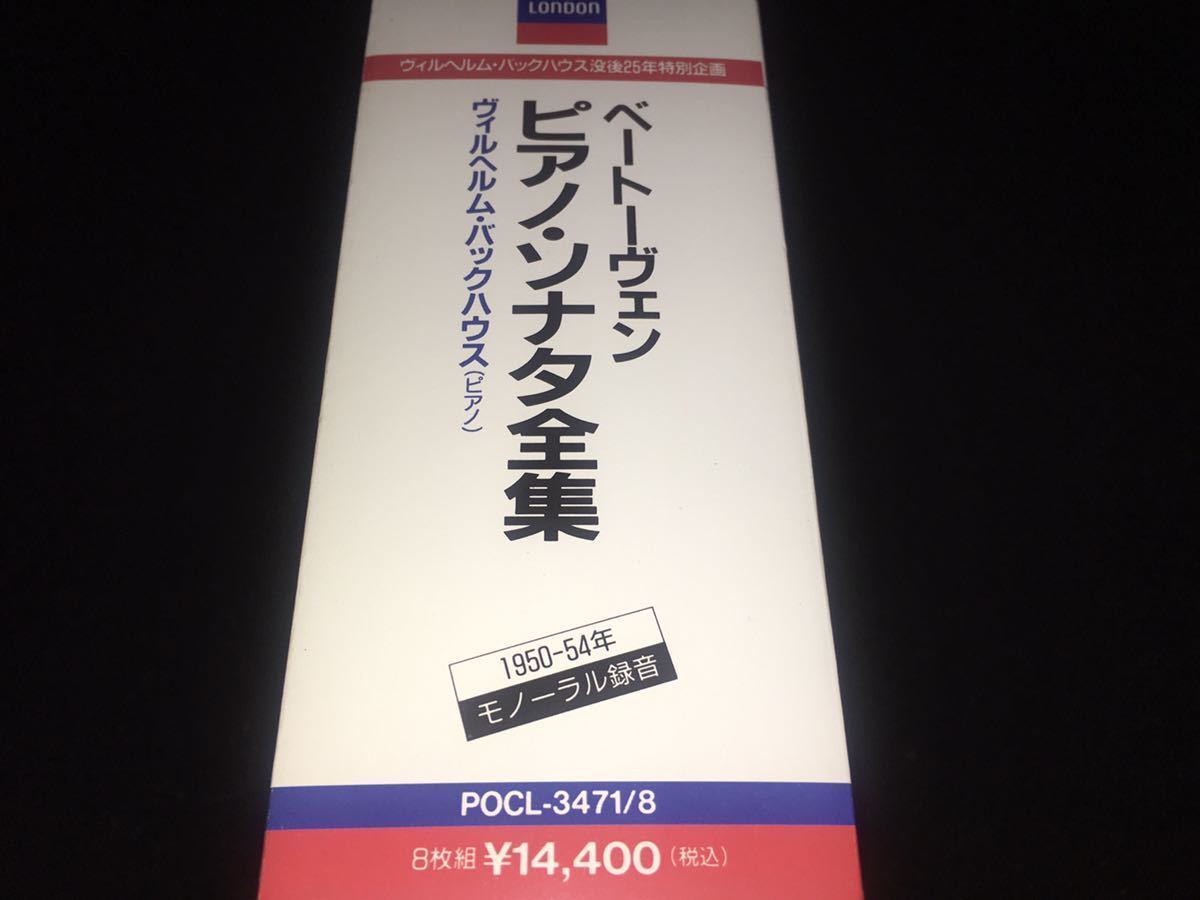 LONDON
ヴィルヘルム・バックハウス没後25年特別企画
ベートーヴェン
ピアノ・ソナタ全集
ヴィルヘルム・バックハウス(ピアノ)
1950-54年
モノーラル録音
POCL-3471/8
8枚組 ¥14,400(税込)